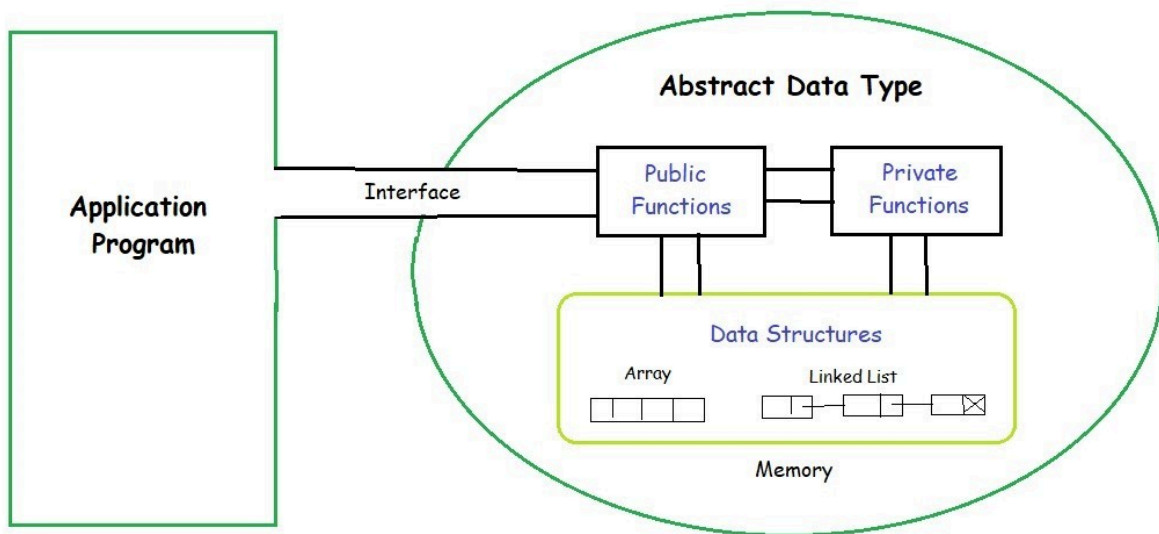 Abstract Data Type
Application
Program
Interface
Public
Functions
Private
Functions
Data Structures
Array
Linked List
Memory